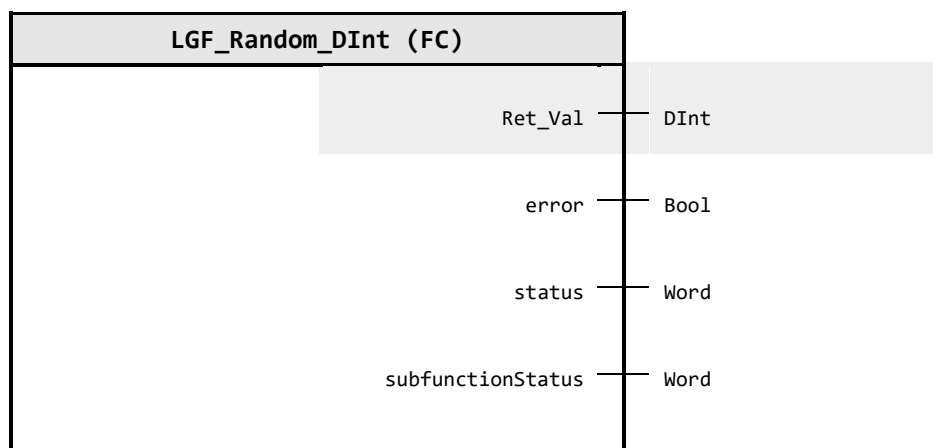 LGF_Random_DInt (FC)
Ret_Val DInt
error Bool
status Word
subfunctionStatus Word